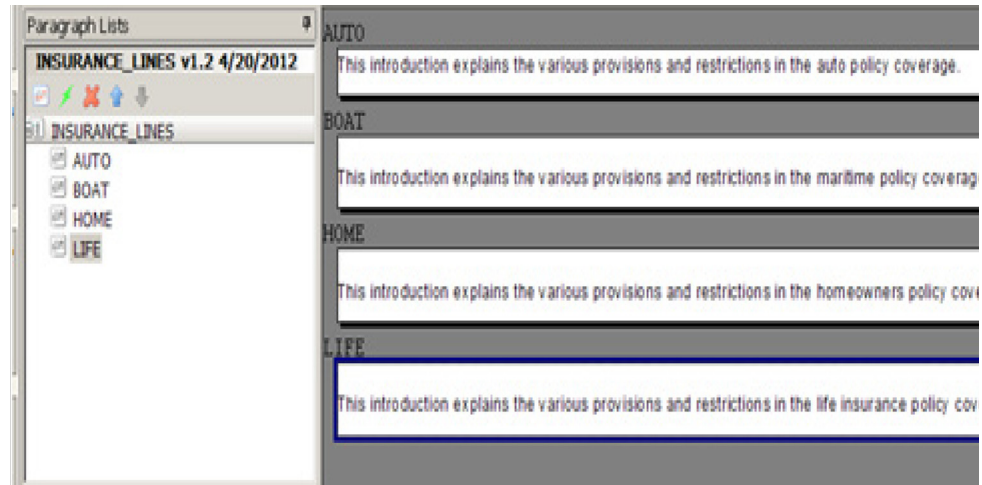 Paragraph Lists
INSURANCE_LINES v1.2 4/20/2012
INSURANCE_LINES
AUTO
BOAT
HOME
LIFE
AUTO
This introduction explains the various provisions and restrictions in the auto policy coverage.
BOAT
This introduction explains the various provisions and restrictions in the maritime policy coverag
HOME
This introduction explains the various provisions and restrictions in the homeowners policy cov
LIFE
This introduction explains the various provisions and restrictions in the life insurance policy cov